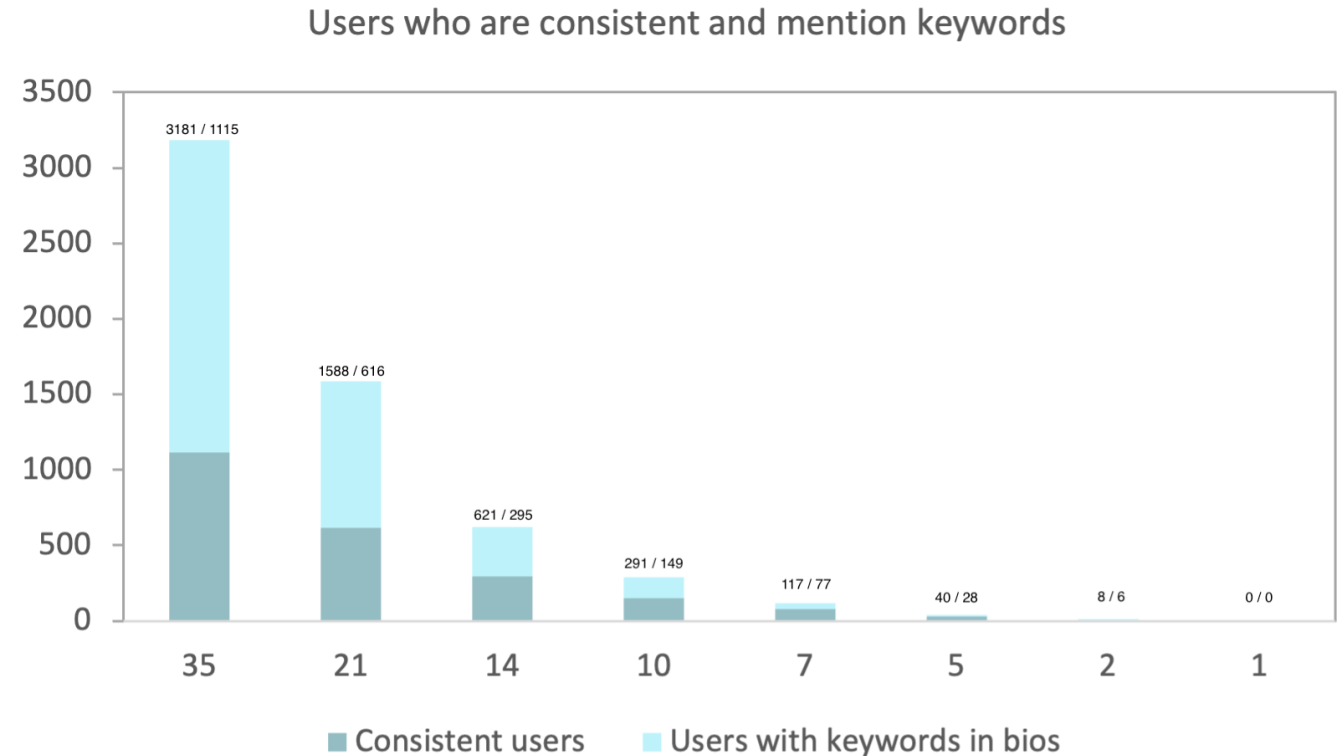 Users who are consistent and mention keywords
3500
3000
2500
2000
1500
1000
500
0
3181 / 1115
1588 / 616
621 / 295
291 / 149
117 / 77
40 / 28
8 / 6
0 / 0
35 21 14 10 7 5 2 1
Consistent users Users with keywords in bios